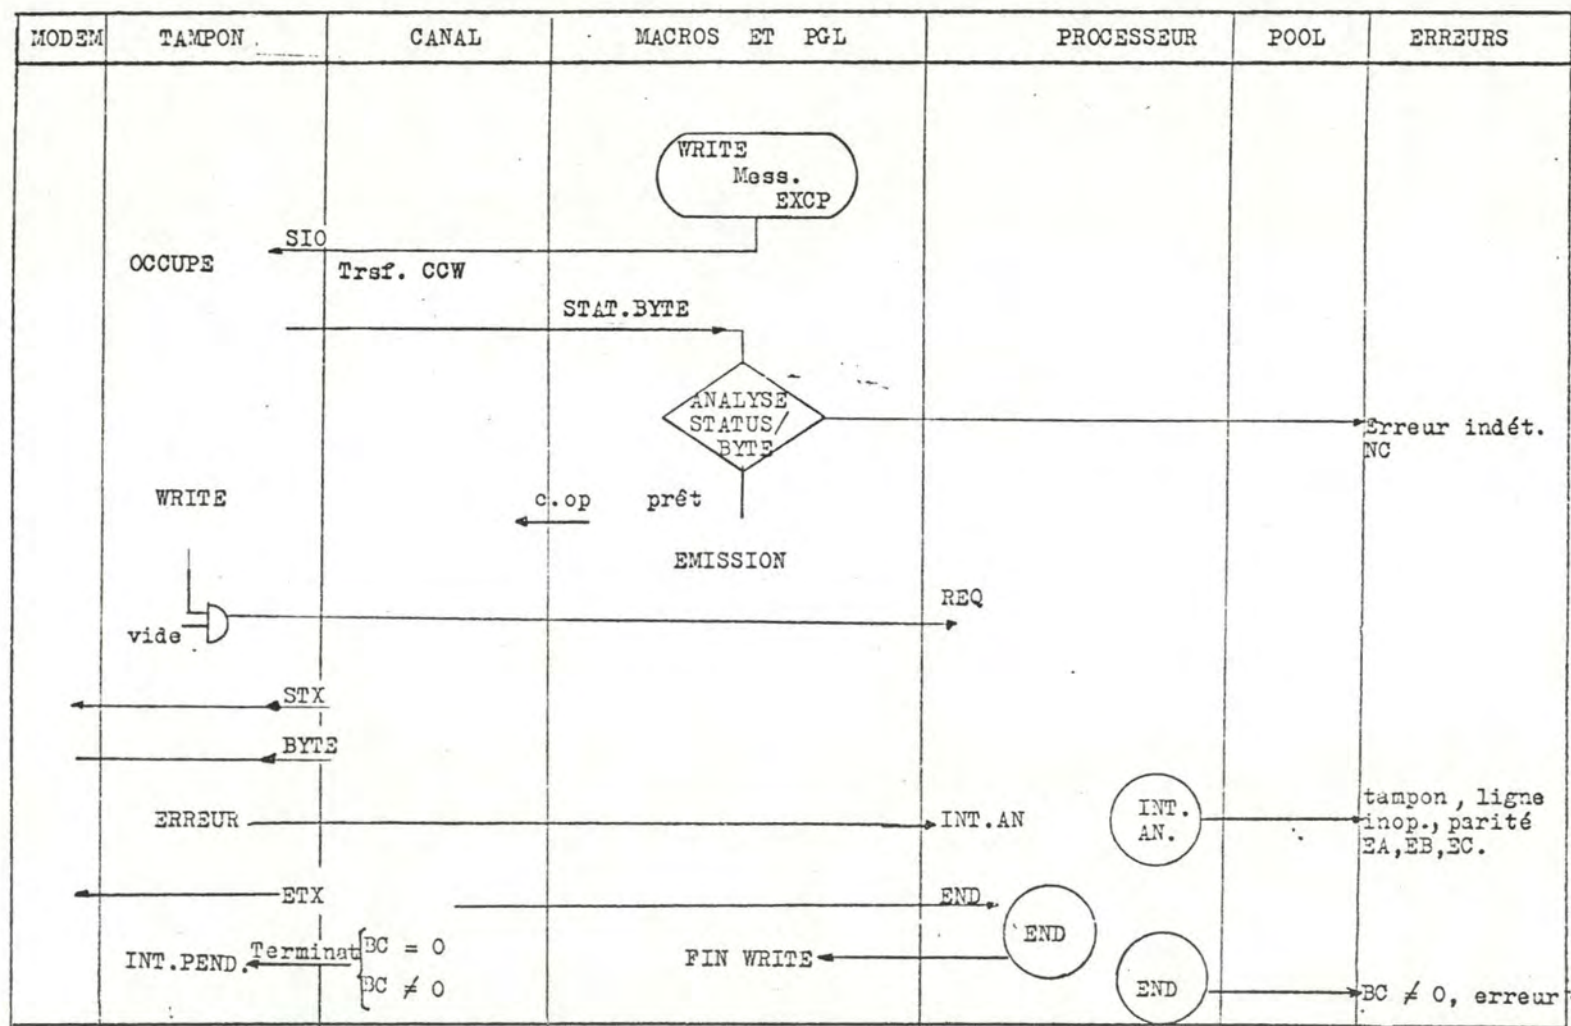 MODEM TAMPON CANAL MACROS ET PGL PROCESSEUR POOL ERREURS
WRITE
Mess.
EXCP
SIO
OCCUPE
Trsf. CCW
STAT.BYTE
ANALYSE
STATUS/
BYTE
Erreur indét.
NC
WRITE
c.op prêt
EMISSION
REQ
vide
STX
BYTE
ERREUR
INT.AN
INT.
AN.
tampon, ligne
inop., parité
EA,EB,EC.
ETX
END
END
INT.PEND.
Terminat
BC = 0
BC ≠ 0
FIN WRITE
END
BC ≠ 0, erreur